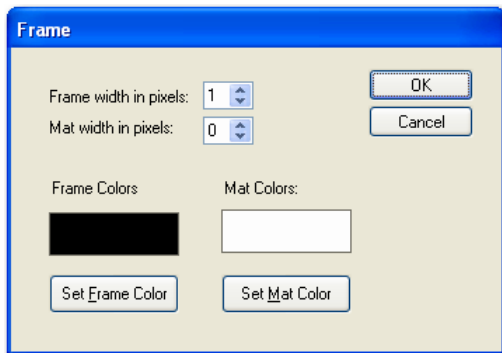 Frame
Frame width in pixels: 1
OK
Mat width in pixels: 0
Cancel
Frame Colors
Mat Colors:
Set Frame Color
Set Mat Color